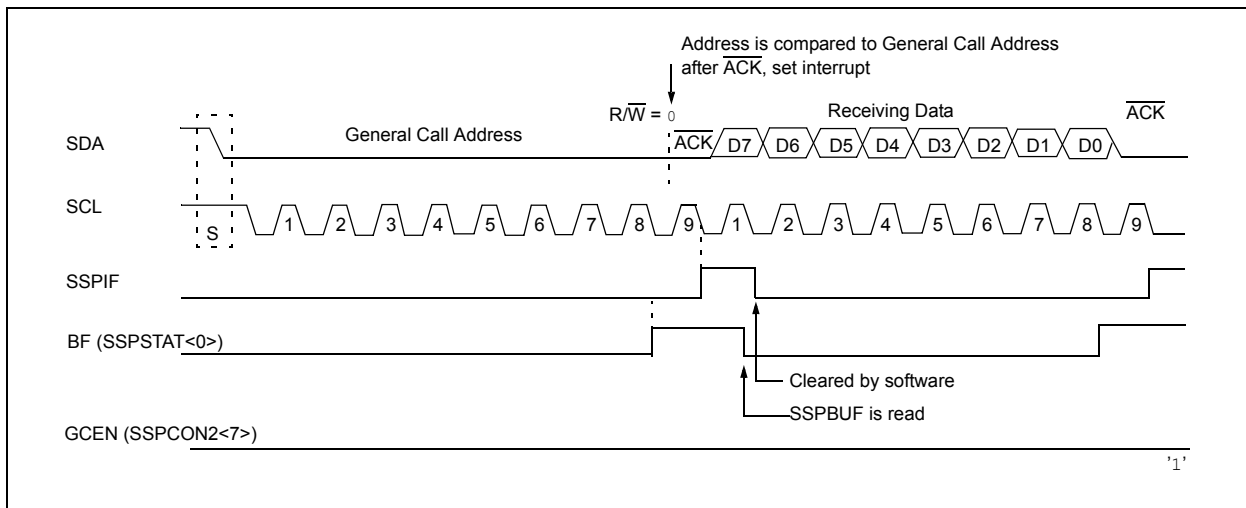 Address is compared to General Call Address
after ACK, set interrupt
R/W = 0
General Call Address
Receiving Data
ACK
SDA
ACK
D7 D6 D5 D4 D3 D2 D1 D0
SCL
S
1 2 3 4 5 6 7 8 9 1 2 3 4 5 6 7 8 9
SSPIF
BF (SSPSTAT<0>)
Cleared by software
SSPBUF is read
GCEN (SSPCON2<7>)
'1'